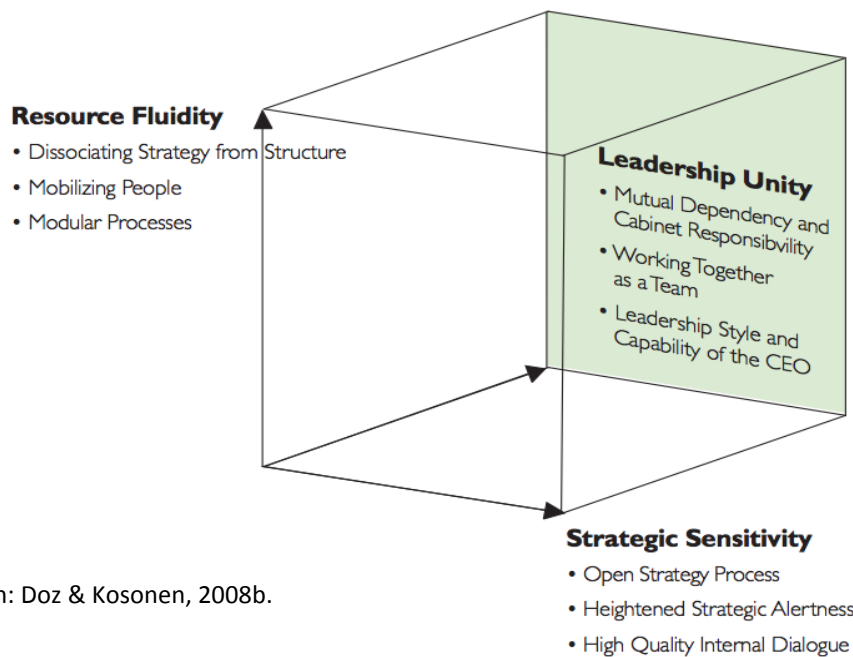 Resource Fluidity
• Dissociating Strategy from Structure
• Mobilizing People
• Modular Processes
Leadership Unity
• Mutual Dependency and
Cabinet Responsibvility
• Working Together
as a Team
• Leadership Style and
Capability of the CEO
Strategic Sensitivity
• Open Strategy Process
• Heightened Strategic Alertness
• High Quality Internal Dialogue
: Doz & Kosonen, 2008b.